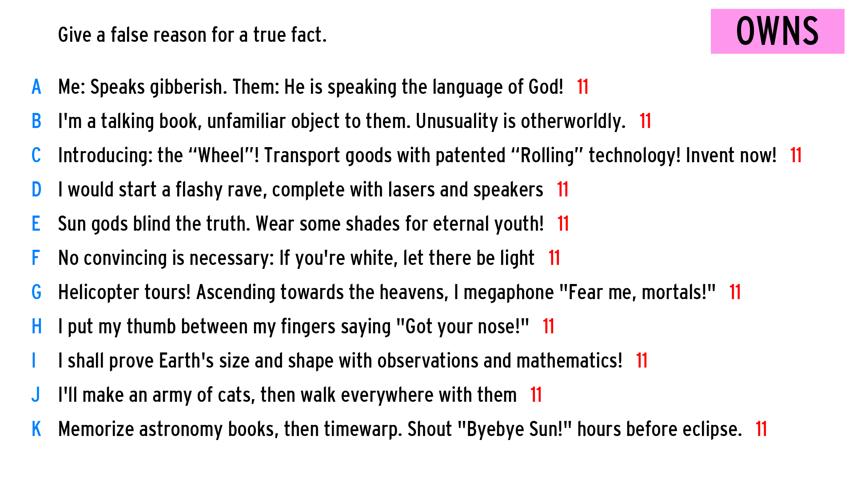 Give a false reason for a true fact.
OWNS
A Me: Speaks gibberish. Them: He is speaking the language of God! 11
B I'm a talking book, unfamiliar object to them. Unusuality is otherworldly. 11
C Introducing: the “Wheel”! Transport goods with patented “Rolling” technology! Invent now! 11
D I would start a flashy rave, complete with lasers and speakers 11
E Sun gods blind the truth. Wear some shades for eternal youth! 11
F No convincing is necessary: If you're white, let there be light 11
G Helicopter tours! Ascending towards the heavens, I megaphone "Fear me, mortals!" 11
H I put my thumb between my fingers saying "Got your nose!" 11
I I shall prove Earth's size and shape with observations and mathematics! 11
J I'll make an army of cats, then walk everywhere with them 11
K Memorize astronomy books, then timewarp. Shout "Byebye Sun!" hours before eclipse. 11